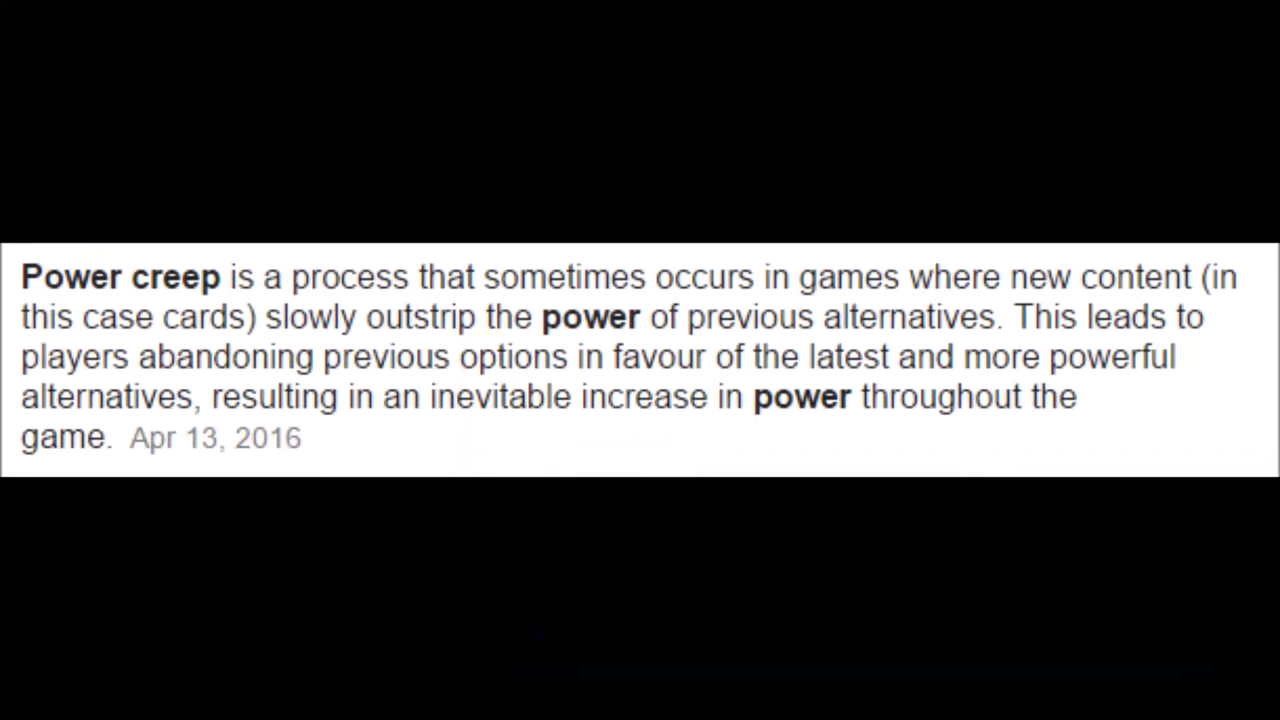 Power creep is a process that sometimes occurs in games where new content (in
this case cards) slowly outstrip the power of previous alternatives. This leads to
players abandoning previous options in favour of the latest and more powerful
alternatives, resulting in an inevitable increase in power throughout the
game. Apr 13, 2016